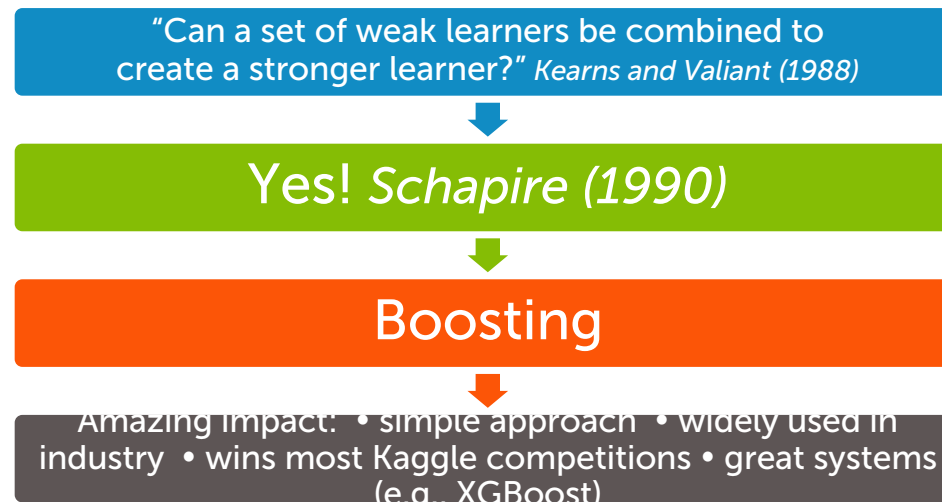 “Can a set of weak learners be combined to
create a stronger learner?” Kearns and Valiant (1988)
Yes! Schapire (1990)
Boosting
Amazing impact: • simple approach • widely used in
industry • wins most Kaggle competitions • great systems
(e.g., XGBoost)